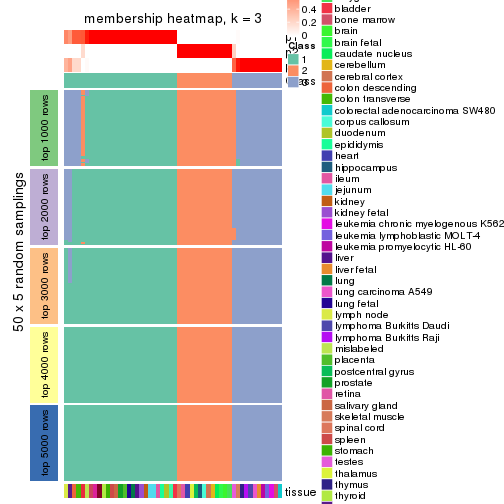 membership heatmap, k = 3
50 x 5 random samplings
top 1000 rows
top 2000 rows
top 3000 rows
top 4000 rows
top 5000 rows
tissue
0.4
0.2
0
Class
1
2
bladder
bone marrow
brain
brain fetal
caudate nucleus
cerebellum
cerebral cortex
colon descending
colon transverse
colorectal adenocarcinoma SW480
corpus callosum
duodenum
epididymis
heart
hippocampus
ileum
jejunum
kidney
kidney fetal
leukemia chronic myelogenous K562
leukemia lymphoblastic MOLT-4
leukemia promyelocytic HL-60
liver
liver fetal
lung
lung carcinoma A549
lung fetal
lymph node
lymphoma Burkitts Daudi
lymphoma Burkitts Raji
mislabeled
placenta
postcentral gyrus
prostate
retina
salivary gland
skeletal muscle
spinal cord
spleen
stomach
testes
thalamus
thymus
thyroid